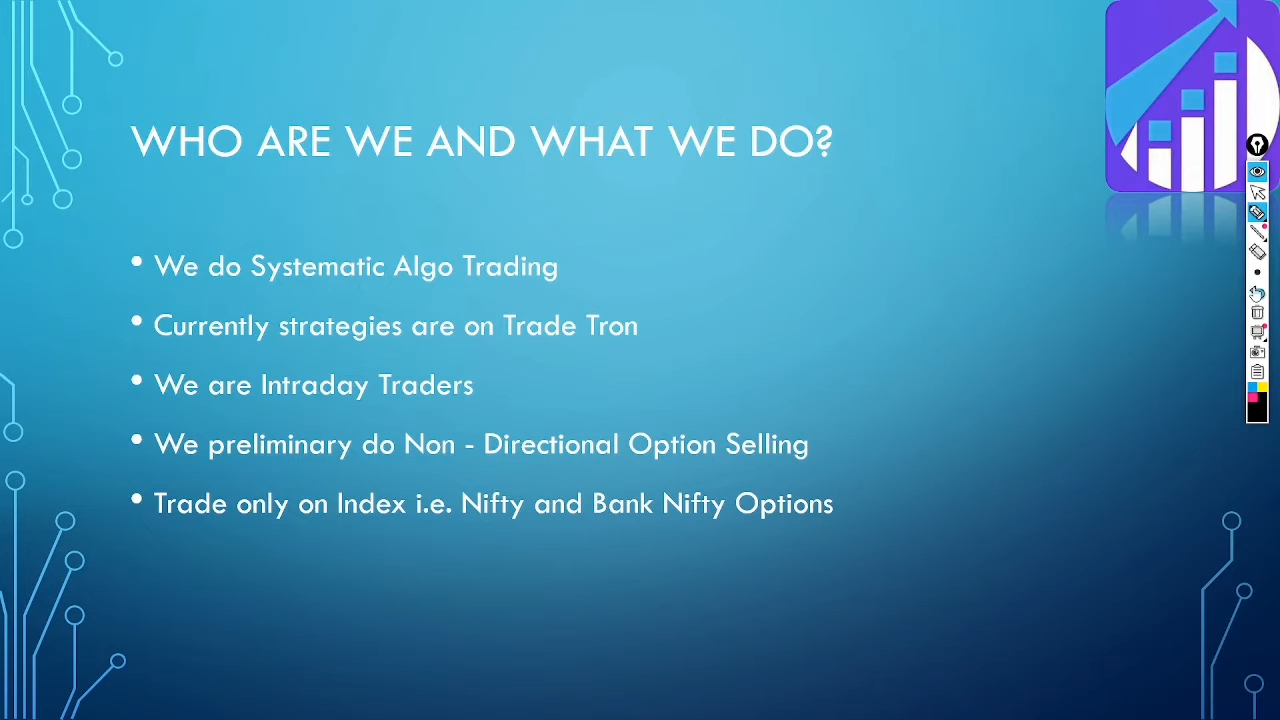 WHO ARE WE AND WHAT WE DO?
• We do Systematic Algo Trading
• Currently strategies are on Trade Tron
• We are Intraday Traders
• We preliminary do Non - Directional Option Selling
• Trade only on Index i.e. Nifty and Bank Nifty Options